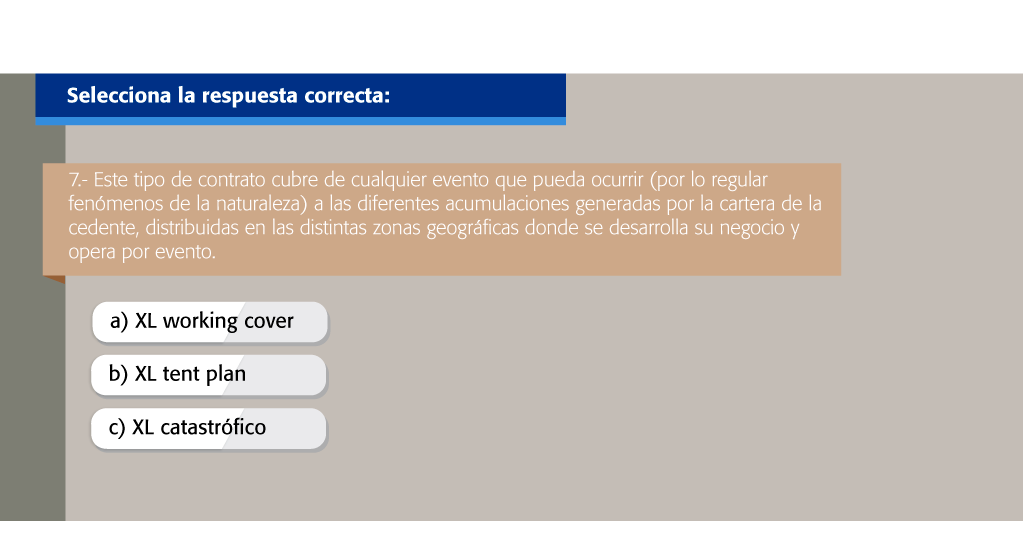 Selecciona la respuesta correcta:
7.- Este tipo de contrato cubre de cualquier evento que pueda ocurrir (por lo regular
fenómenos de la naturaleza) a las diferentes acumulaciones generadas por la cartera de la
cedente, distribuidas en las distintas zonas geográficas donde se desarrolla su negocio y
opera por evento.
a) XL working cover
b) XL tent plan
c) XL catastrófico